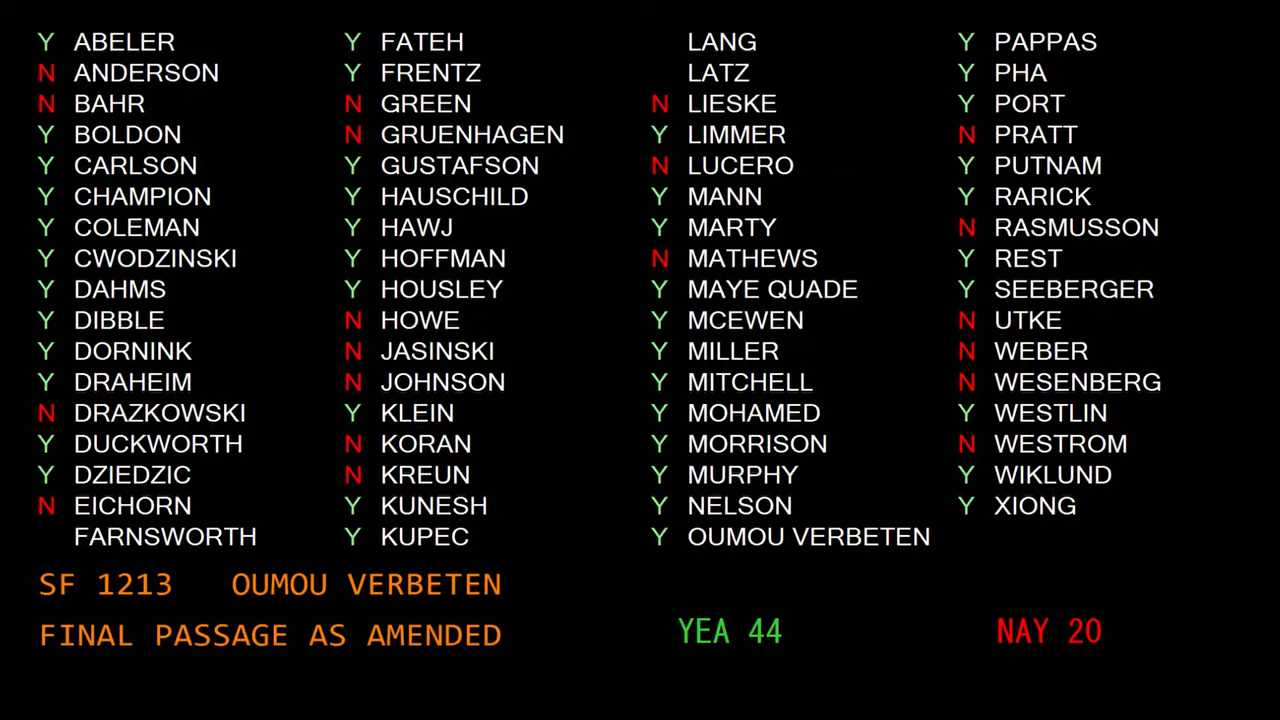 Y ABELER
N ANDERSON
N BAHR
Y BOLDON
Y CARLSON
Y CHAMPION
Y COLEMAN
Y CWODZINSKI
Y DAHMS
Y DIBBLE
Y DORNINK
Y DRAHEIM
N DRAZKOWSKI
Y DUCKWORTH
Y DZIEDZIC
N EICHORN
FARNSWORTH
Y FATEH
Y FRENTZ
N GREEN
N GRUENHAGEN
Y GUSTAFSON
Y HAUSCHILD
Y HAWJ
Y HOFFMAN
Y HOUSLEY
N HOWE
N JASINSKI
N JOHNSON
Y KLEIN
N KORAN
N KREUN
Y KUNESH
Y KUPEC
LANG
LATZ
N LIESKE
Y LIMMER
N LUCERO
Y MANN
Y MARTY
N MATHEWS
Y MAYE QUADE
Y MCEWEN
Y MILLER
Y MITCHELL
Y MOHAMED
Y MORRISON
Y MURPHY
Y NELSON
Y OUMOU VERBETEN
Y PAPPAS
Y PHA
Y PORT
N PRATT
Y PUTNAM
Y RARICK
N RASMUSSON
Y REST
Y SEEBERGER
N UTKE
N WEBER
N WESENBERG
Y WESTLIN
N WESTROM
Y WIKLUND
Y XIONG
SF 1213 OUMOU VERBETEN
FINAL PASSAGE AS AMENDED
YEA 44
NAY 20